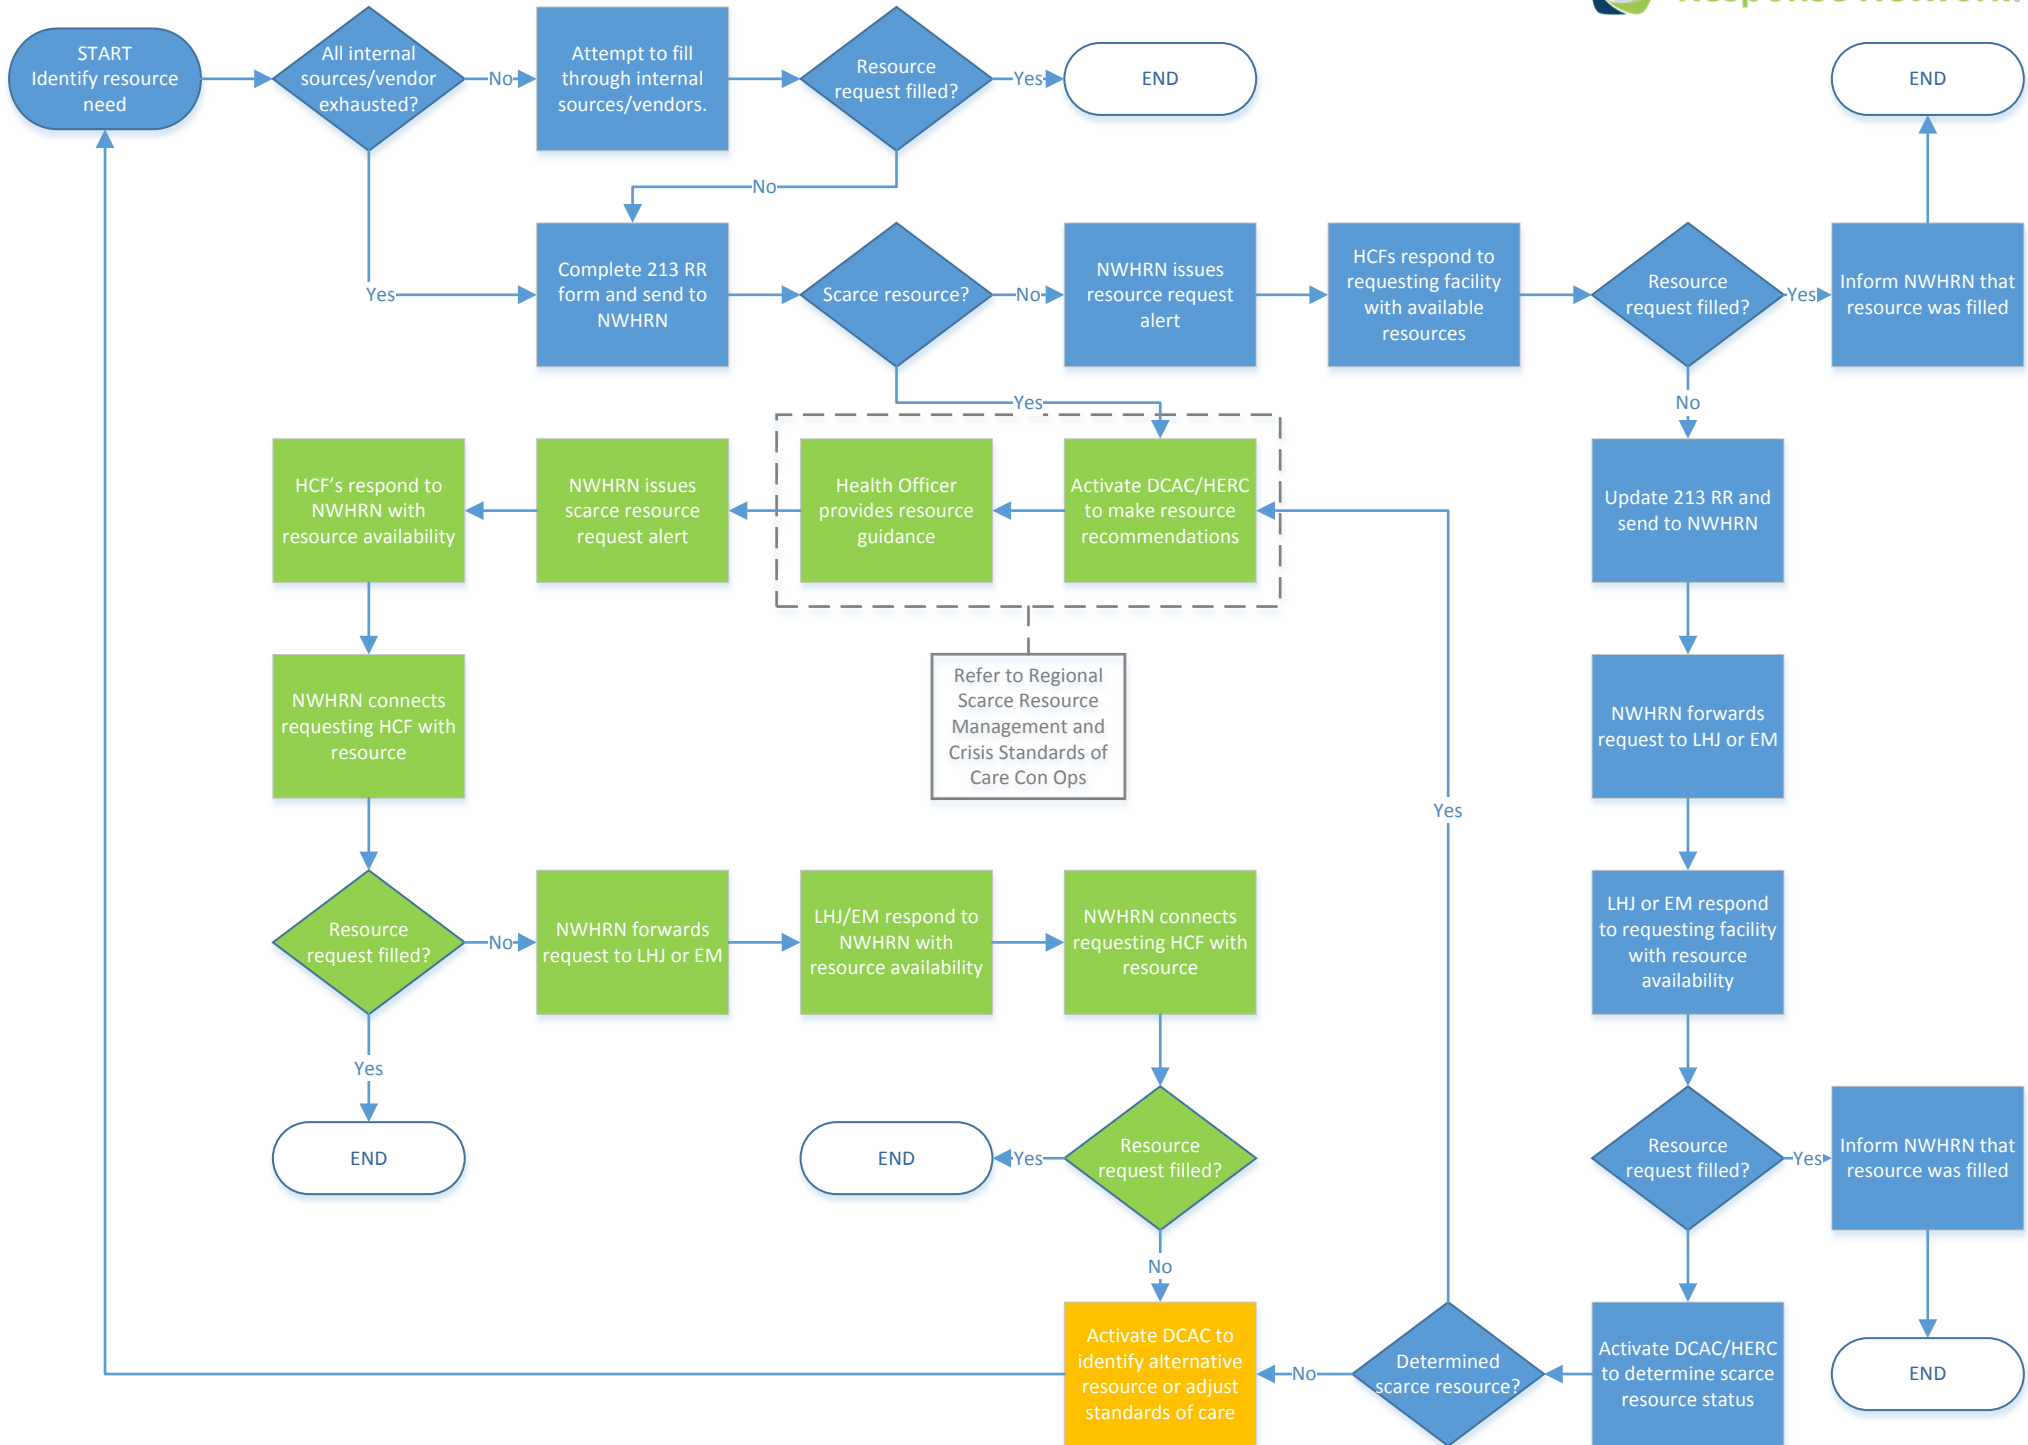 Response Network
START
Identify resource
need
All internal
sources/vendor
exhausted?
No
Attempt to fill
through internal
sources/vendors.
Resource
request filled?
Yes
END
END
No
Yes
Complete 213 RR
form and send to
NWHRN
Scarce resource?
No
NWHRN issues
resource request
alert
HCFs respond to
requesting facility
with available
resources
Resource
request filled?
Yes
Inform NWHRN that
resource was filled
Yes
No
HCF's respond to
NWHRN with
resource availability
NWHRN issues
scarce resource
request alert
Health Officer
provides resource
guidance
Activate DCAC/HERC
to make resource
recommendations
Update 213 RR and
send to NWHRN
NWHRN connects
requesting HCF with
resource
Refer to Regional
Scarce Resource
Management and
Crisis Standards of
Care Con Ops
NWHRN forwards
request to LHJ or EM
Yes
Resource
request filled?
No
NWHRN forwards
request to LHJ or EM
LHJ/EM respond to
NWHRN with
resource availability
NWHRN connects
requesting HCF with
resource
LHJ or EM respond
to requesting facility
with resource
availability
Yes
END
END
Yes
Resource
request filled?
Resource
request filled?
Yes
Inform NWHRN that
resource was filled
No
Activate DCAC to
identify alternative
resource or adjust
standards of care
No
Determined
scarce resource?
Activate DCAC/HERC
to determine scarce
resource status
END